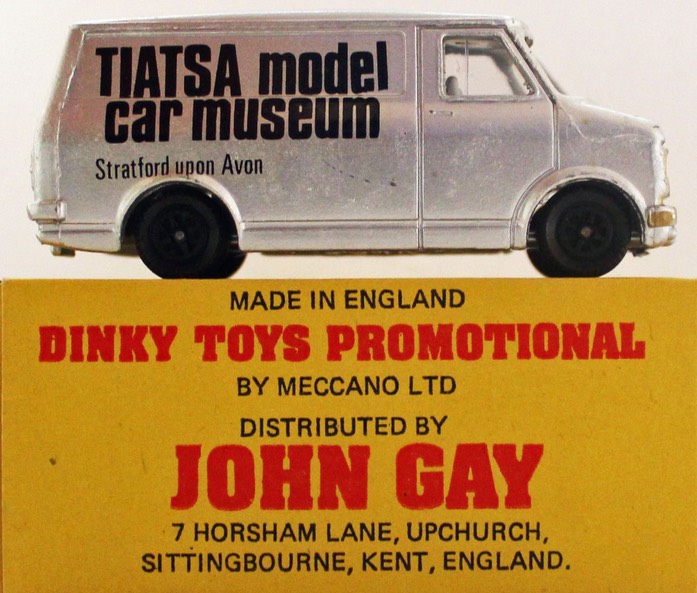 TIATSA model
car museum
Stratford upon Avon
MADE IN ENGLAND
DINKY TOYS PROMOTIONAL
BY MECCANO LTD
DISTRIBUTED BY
JOHN GAY
7 HORSHAM LANE, UPCHURCH,
SITTINGBOURNE, KENT, ENGLAND.